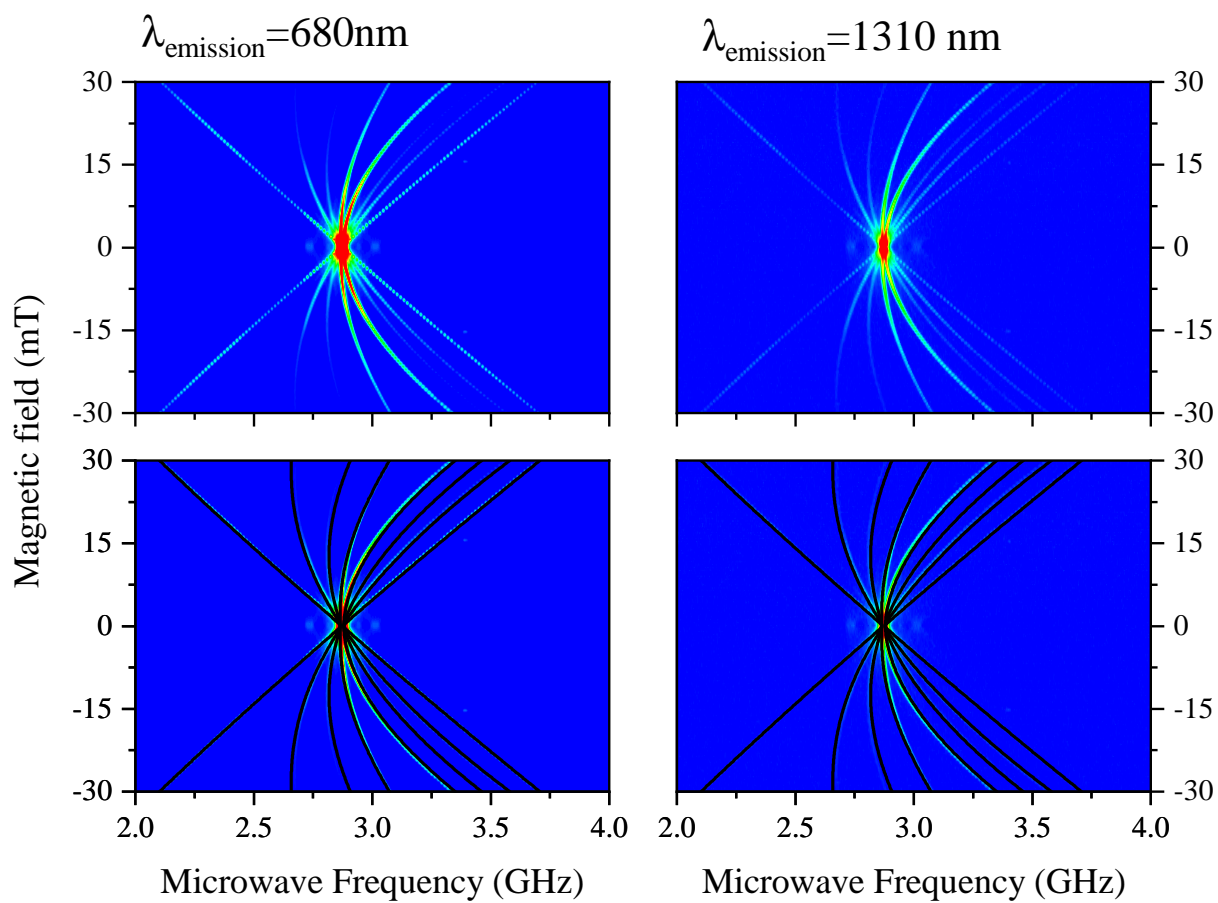 λemission=680nm
λemission=1310 nm
30
15
0
-15
-30
30
15
0
-15
-30
30
15
0
-15
-30
30
15
0
-15
-30
Magnetic field (mT)
2.0 2.5 3.0 3.5 4.0
2.0 2.5 3.0 3.5 4.0
Microwave Frequency (GHz)
Microwave Frequency (GHz)